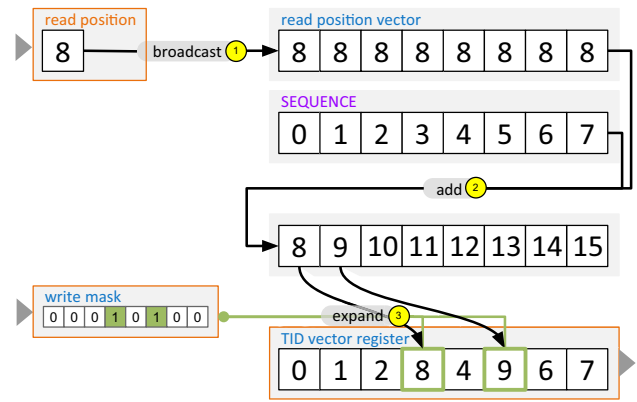 read position
8
broadcast 1
read position vector
8 8 8 8 8 8 8 8
SEQUENCE
0 1 2 3 4 5 6 7
add 2
8 9 10 11 12 13 14 15
write mask
0 0 0 1 0 1 0 0
expand 3
TID vector register
0 1 2 8 4 9 6 7